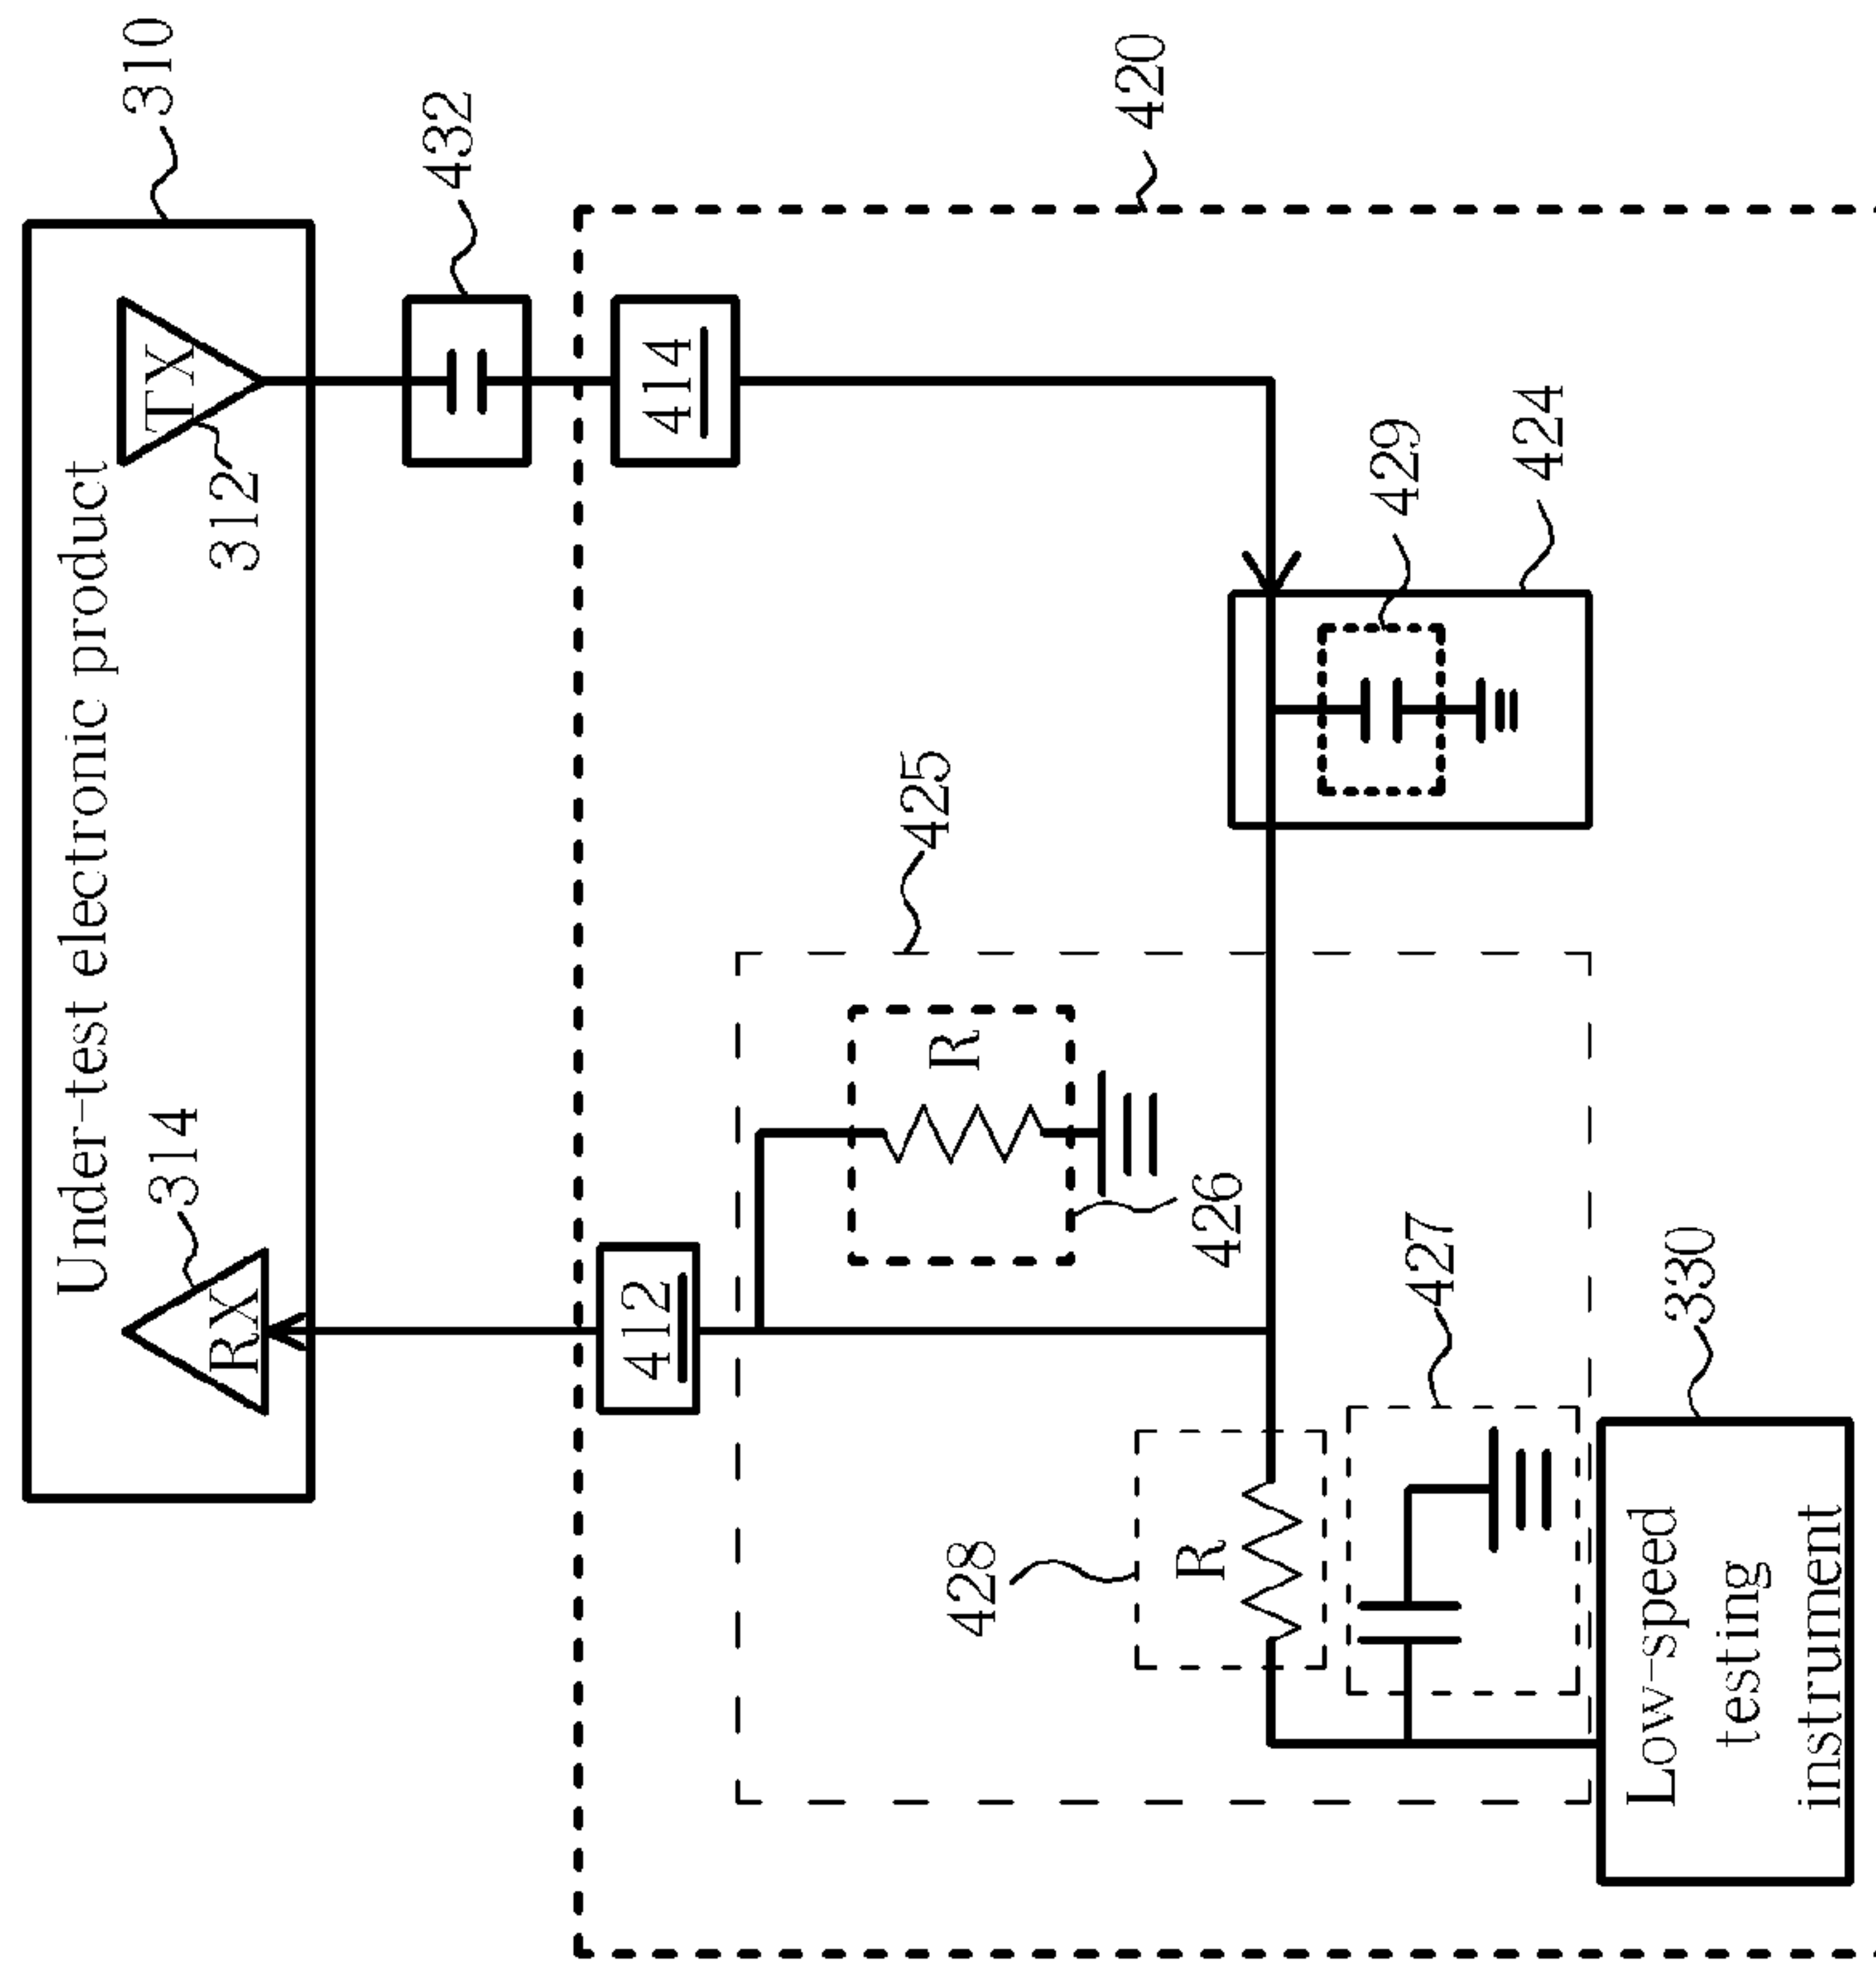 Under-test electronic product
310
RX
314
TX
312
432
412
414
420
425
R
426
429
424
428
R
427
330
Low-speed
testing
instrument